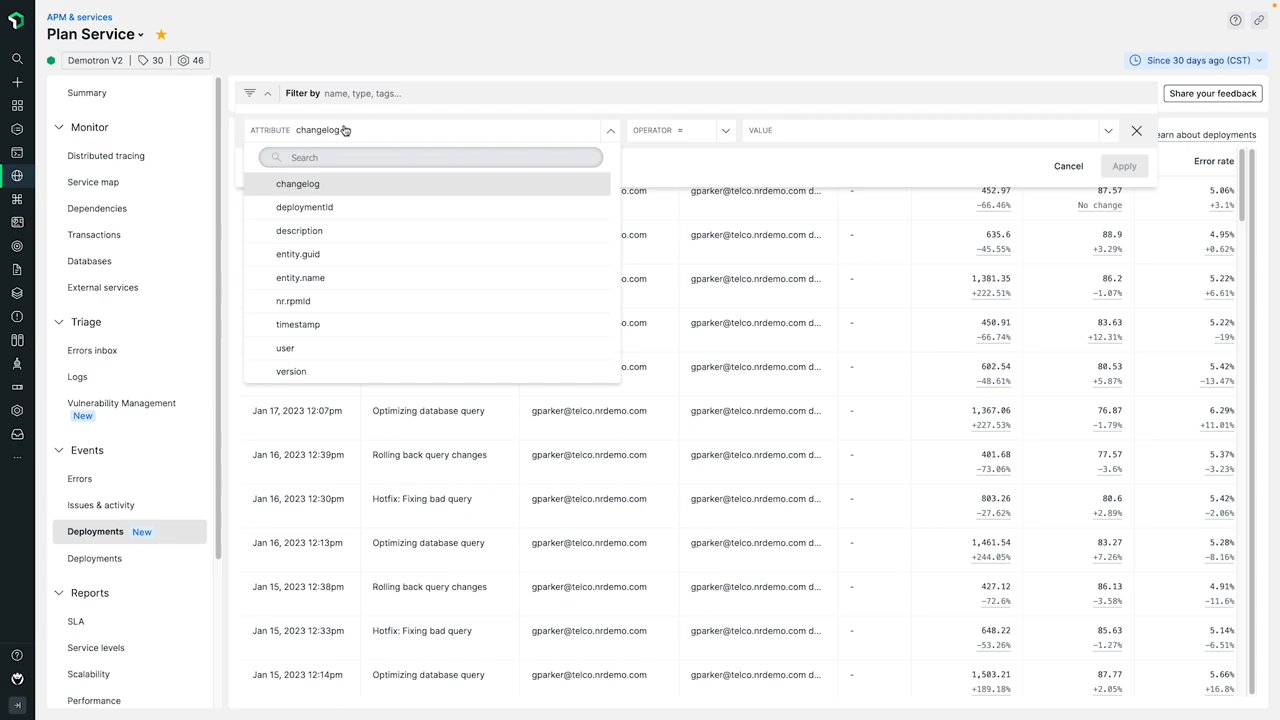 APM & services
Plan Service
Demotron V2 30 46
Since 30 days ago (CST)
Summary
Monitor
Distributed tracing
Service map
Dependencies
Transactions
Databases
External services
Triage
Errors inbox
Logs
Vulnerability Management
New
Events
Errors
Issues & activity
Deployments New
Deployments
Reports
SLA
Service levels
Scalability
Performance
Filter by name, type, tags...
Share your feedback
ATTRIBUTE changelog OPERATOR = VALUE
earn about deployments
Search
Cancel Apply
Error rate
changelog
deploymentId
description
entity.guid
entity.name
nr.rpmId
timestamp
user
version
o.com gparker@telco.nrdemo.com d... - 452.97 87.57 5.06%
-66.46% No change +3.1%
o.com gparker@telco.nrdemo.com d... - 635.6 88.9 4.95%
-45.55% +3.29% +0.62%
o.com gparker@telco.nrdemo.com d... - 1,381.35 86.2 5.22%
+222.51% -1.07% +6.61%
o.com gparker@telco.nrdemo.com d... - 450.91 83.63 5.22%
-66.74% +12.31% -19%
o.com gparker@telco.nrdemo.com d... - 602.54 80.53 5.42%
-48.61% +5.87% -13.47%
Jan 17, 2023 12:07pm Optimizing database query gparker@telco.nrdemo.com gparker@telco.nrdemo.com d... - 1,367.06 76.87 6.29%
+227.53% -1.79% +11.01%
Jan 16, 2023 12:39pm Rolling back query changes gparker@telco.nrdemo.com gparker@telco.nrdemo.com d... - 401.68 77.57 5.37%
-73.06% -3.6% -3.23%
Jan 16, 2023 12:30pm Hotfix: Fixing bad query gparker@telco.nrdemo.com gparker@telco.nrdemo.com d... - 803.26 80.6 5.42%
-27.62% +2.89% -2.06%
Jan 16, 2023 12:13pm Optimizing database query gparker@telco.nrdemo.com gparker@telco.nrdemo.com d... - 1,461.54 83.27 5.28%
+244.05% +7.26% -8.16%
Jan 15, 2023 12:38pm Rolling back query changes gparker@telco.nrdemo.com gparker@telco.nrdemo.com d... - 427.12 86.13 4.91%
-72.6% -3.58% -11.6%
Jan 15, 2023 12:33pm Hotfix: Fixing bad query gparker@telco.nrdemo.com gparker@telco.nrdemo.com d... - 648.22 85.63 5.14%
-53.26% -1.27% -6.51%
Jan 15, 2023 12:14pm Optimizing database query gparker@telco.nrdemo.com gparker@telco.nrdemo.com d... - 1,503.21 87.77 5.66%
+189.18% +2.05% +16.8%